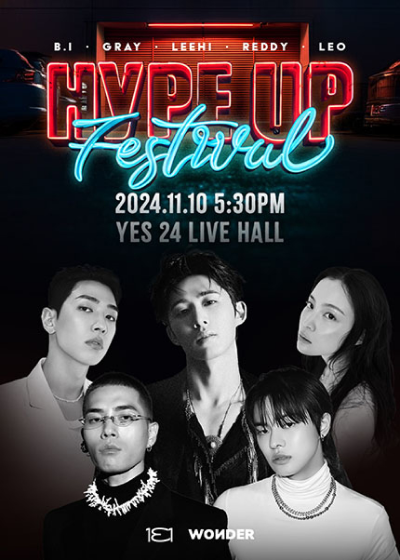 B.I · GRAY · LEEHI · REDDY · LEO
HYPE UP
Festival
2024.11.10 5:30PM
YES 24 LIVE HALL
131 WONDER